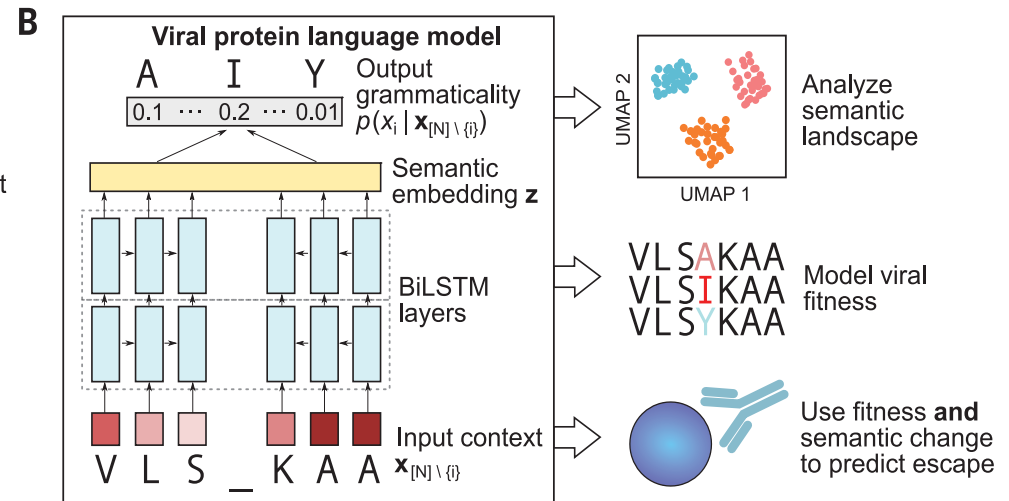 B
Viral protein language model
A I Y
Output
grammaticality
0.1 ··· 0.2 ··· 0.01
p(xᵢ | x[N] \ {i})
Semantic
embedding z
BiLSTM
layers
Input context
x[N] \ {i}
V L S _ K A A
t
UMAP 2
UMAP 1
Analyze
semantic
landscape
VLSAKAA
VLSIKAA
VLSYKAA
Model viral
fitness
Use fitness and
semantic change
to predict escape